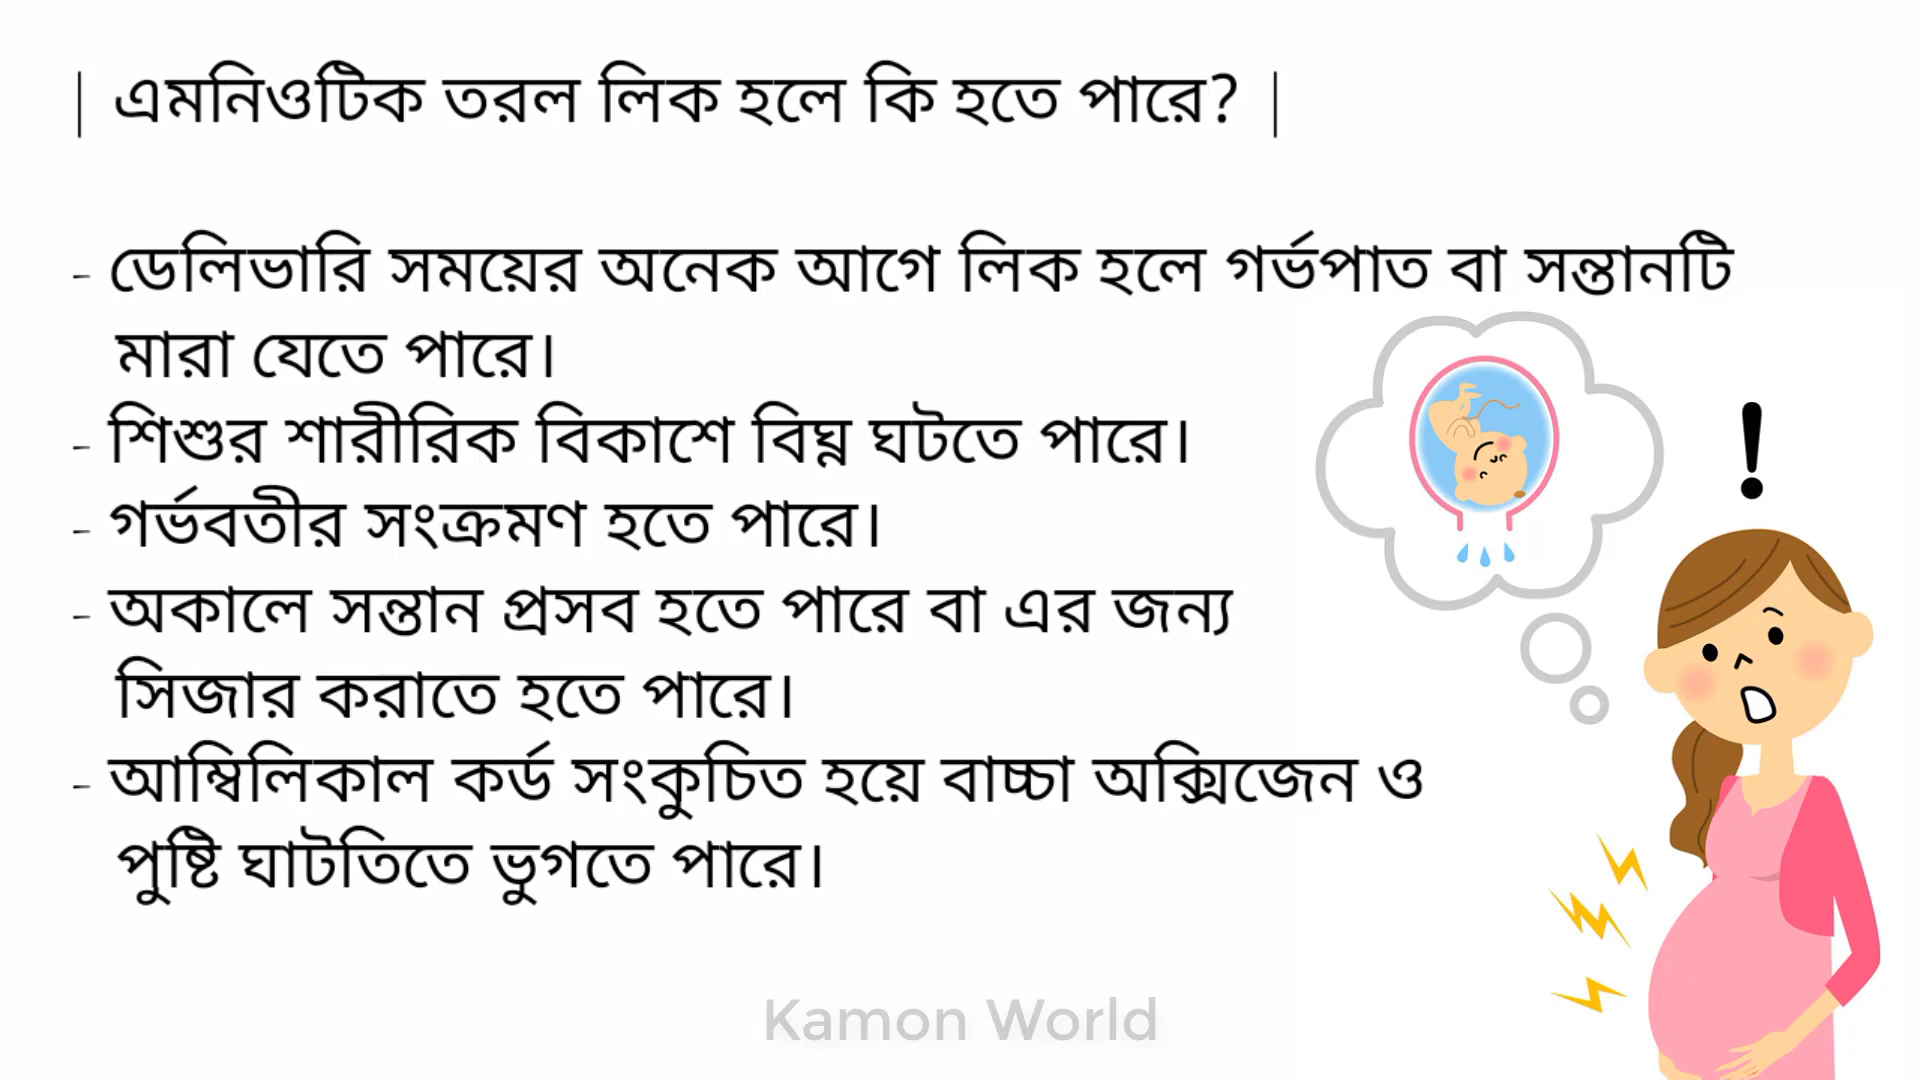 | এমনিওটিক তরল লিক হলে কি হতে পারে? |
- ডেলিভারি সময়ের অনেক আগে লিক হলে গর্ভপাত বা সন্তানটি
মারা যেতে পারে।
- শিশুর শারীরিক বিকাশে বিঘ্ন ঘটতে পারে।
- গর্ভবতীর সংক্রমণ হতে পারে।
- অকালে সন্তান প্রসব হতে পারে বা এর জন্য
সিজার করাতে হতে পারে।
- আম্বিলিকাল কর্ড সংকুচিত হয়ে বাচ্চা অক্সিজেন ও
পুষ্টি ঘাটতিতে ভুগতে পারে।
!
Kamon World